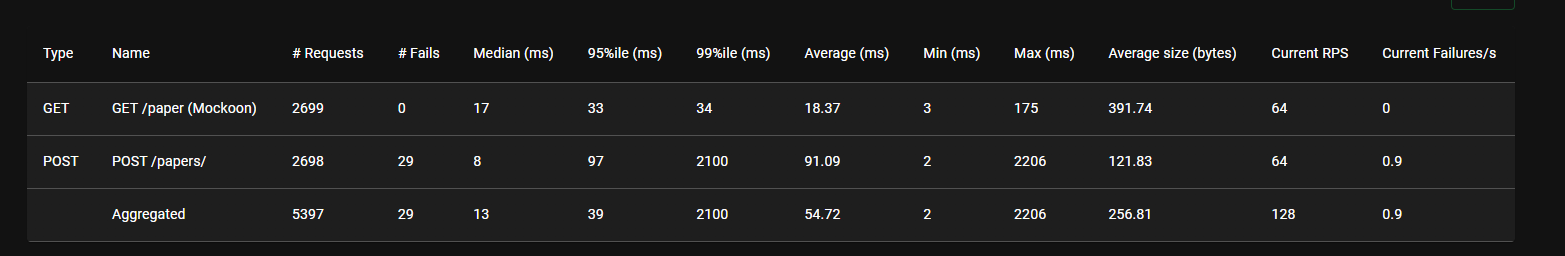 Type Name # Requests # Fails Median (ms) 95%ile (ms) 99%ile (ms) Average (ms) Min (ms) Max (ms) Average size (bytes) Current RPS Current Failures/s
GET GET /paper (Mockoon) 2699 0 17 33 34 18.37 3 175 391.74 64 0
POST POST /papers/ 2698 29 8 97 2100 91.09 2 2206 121.83 64 0.9
Aggregated 5397 29 13 39 2100 54.72 2 2206 256.81 128 0.9